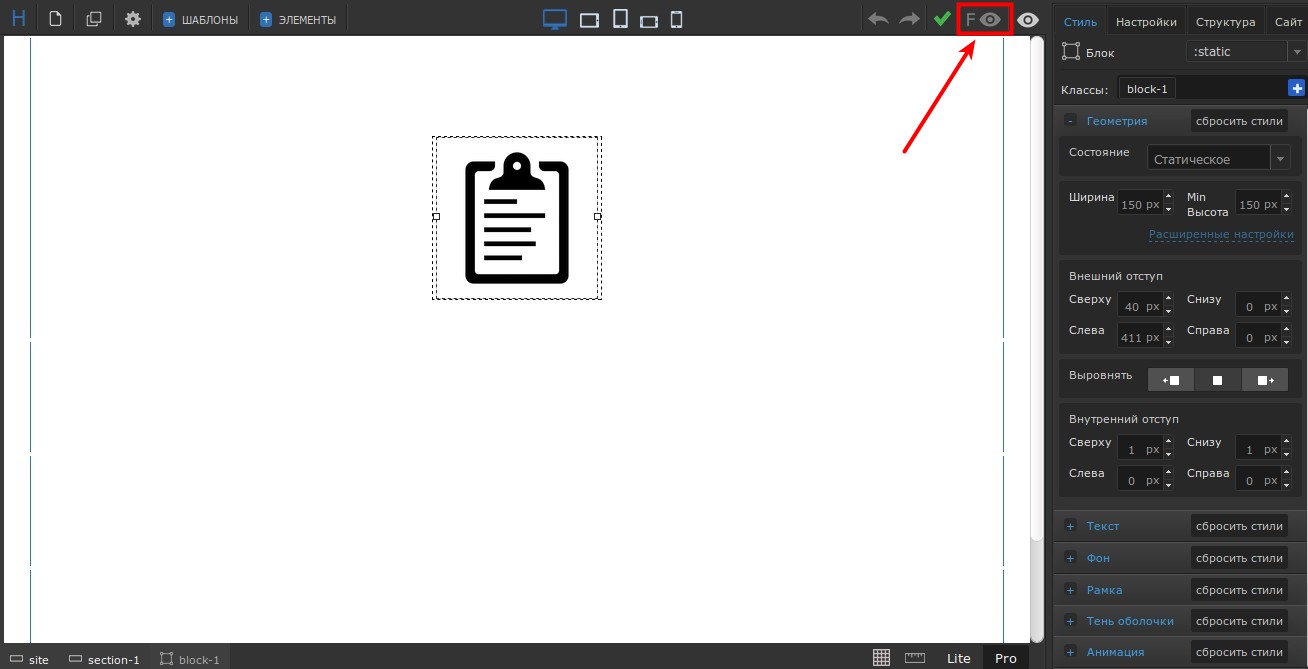 H
ШАБЛОНЫ
ЭЛЕМЕНТЫ
F
Стиль Настройки Структура Сайт
Блок :static
Классы: block-1
- Геометрия сбросить стили
Состояние Статическое
Ширина 150 px Min Высота 150 px
Расширенные настройки
Внешний отступ
Сверху 40 px Снизу 0 px
Слева 411 px Справа 0 px
Выровнять
Внутренний отступ
Сверху 1 px Снизу 1 px
Слева 0 px Справа 0 px
+ Текст сбросить стили
+ Фон сбросить стили
+ Рамка сбросить стили
+ Тень оболочки сбросить стили
+ Анимация сбросить стили
site section-1 block-1 Lite Pro